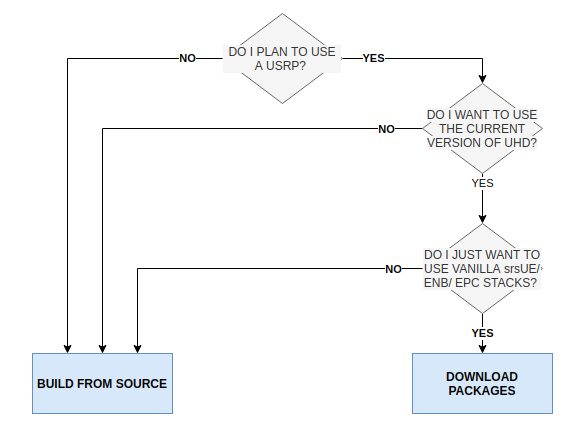 DO I PLAN TO USE
A USRP?
NO
YES
DO I WANT TO USE
THE CURRENT
VERSION OF UHD?
NO
YES
DO I JUST WANT TO
USE VANILLA srsUE/
ENB/ EPC STACKS?
NO
YES
BUILD FROM SOURCE
DOWNLOAD
PACKAGES